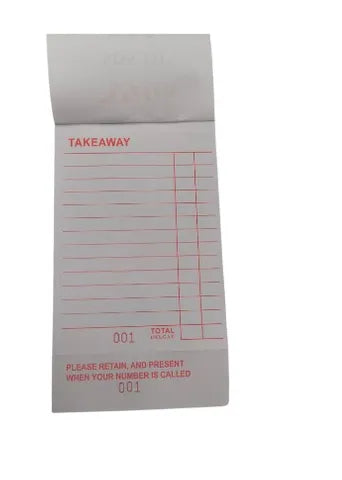 TAKEAWAY
001 TOTAL
PLEASE RETAIN, AND PRESENT
WHEN YOUR NUMBER IS CALLED
001